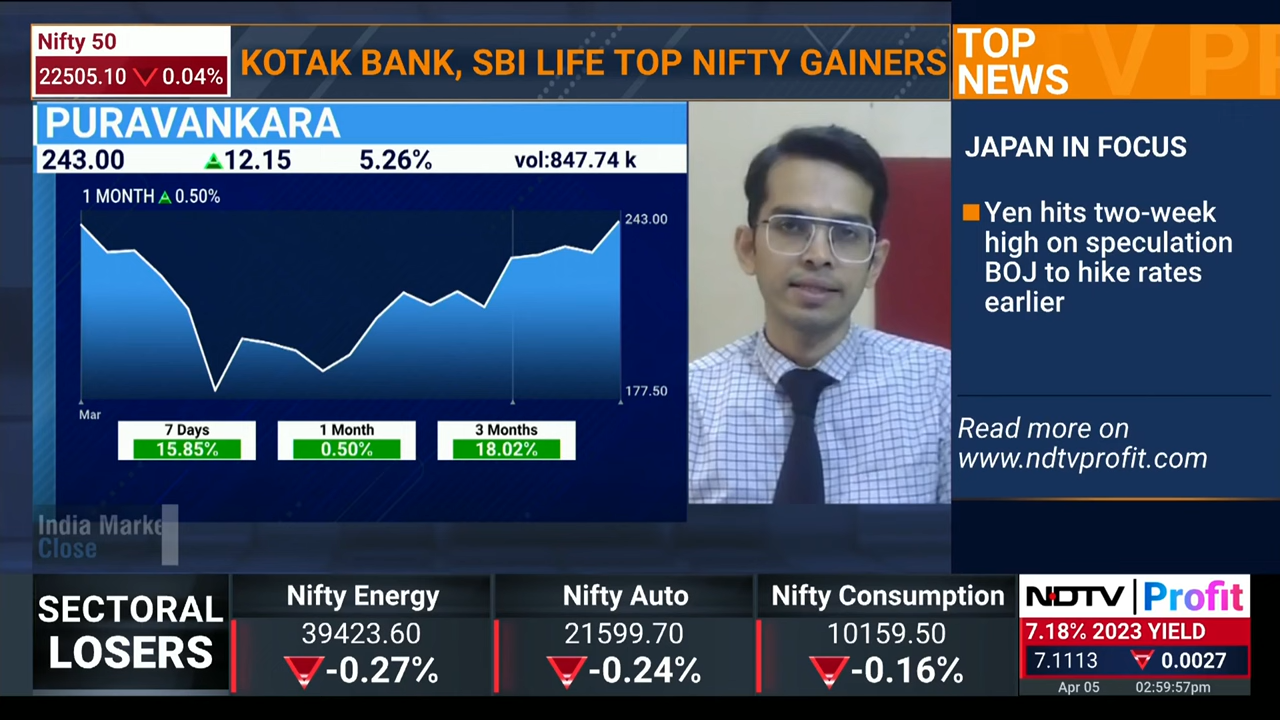 Nifty 50
22505.10 0.04%
KOTAK BANK, SBI LIFE TOP NIFTY GAINERS
TOP
NEWS
PURAVANKARA
243.00 12.15 5.26% vol:847.74 k
1 MONTH 0.50%
243.00
177.50
Mar
7 Days
15.85%
1 Month
0.50%
3 Months
18.02%
JAPAN IN FOCUS
Yen hits two-week
high on speculation
BOJ to hike rates
earlier
Read more on
www.ndtvprofit.com
India Marke
Close
SECTORAL
LOSERS
Nifty Energy
39423.60
-0.27%
Nifty Auto
21599.70
-0.24%
Nifty Consumption
10159.50
-0.16%
NDTV Profit
7.18% 2023 YIELD
7.1113 0.0027
Apr 05 02:59:57pm